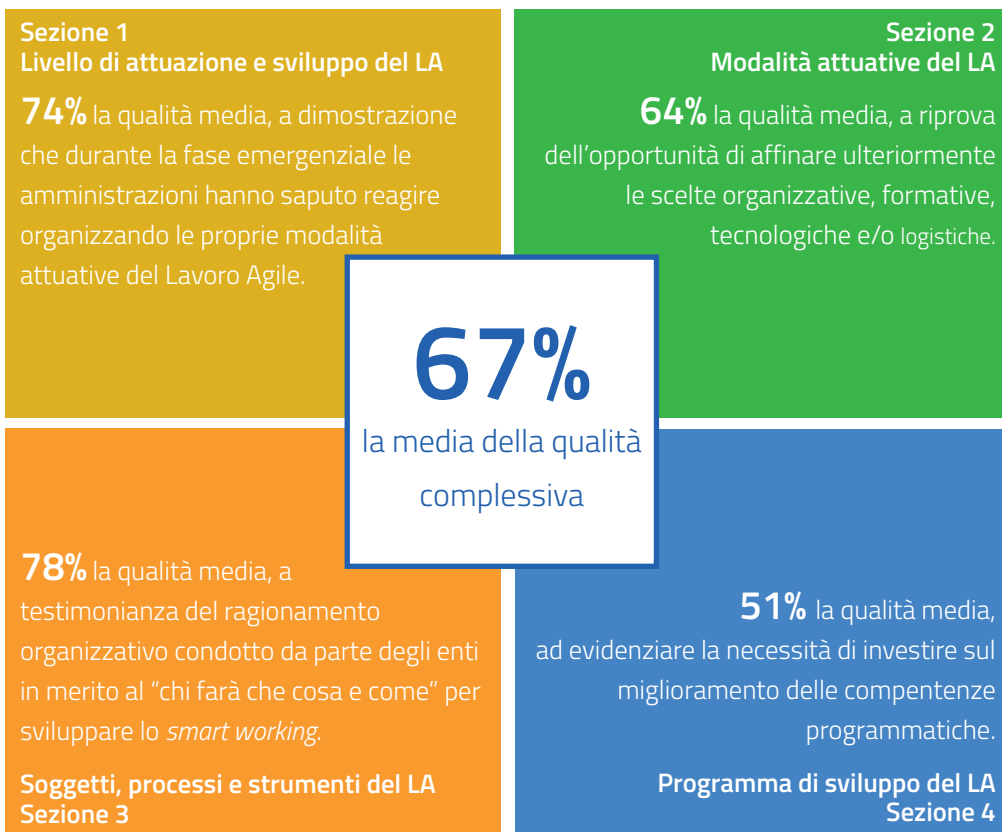 Sezione 1
Livello di attuazione e sviluppo del LA
74% la qualità media, a dimostrazione
che durante la fase emergenziale le
amministrazioni hanno saputo reagire
organizzando le proprie modalità
attuative del Lavoro Agile.
Sezione 2
Modalità attuative del LA
64% la qualità media, a riprova
dell’opportunità di affinare ulteriormente
le scelte organizzative, formative,
tecnologiche e/o logistiche.
67%
la media della qualità
complessiva
78% la qualità media, a
testimonianza del ragionamento
organizzativo condotto da parte degli enti
in merito al “chi farà che cosa e come” per
sviluppare lo smart working.
Soggetti, processi e strumenti del LA
Sezione 3
51% la qualità media,
ad evidenziare la necessità di investire sul
miglioramento delle compentenze
programmatiche.
Programma di sviluppo del LA
Sezione 4